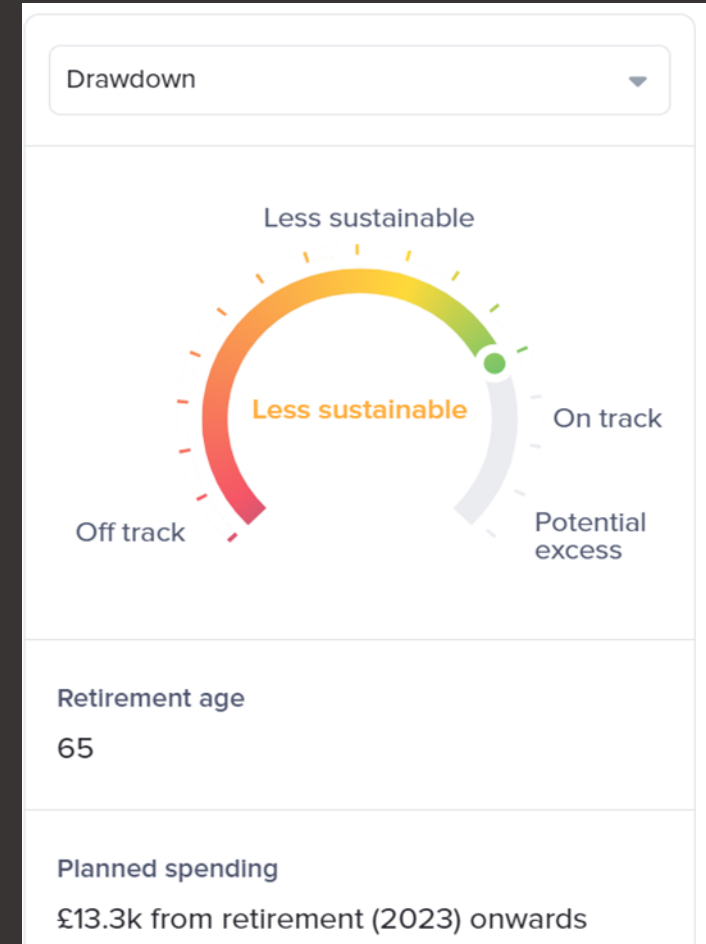 Drawdown
Less sustainable
Less sustainable
On track
Off track
Potential
excess
Retirement age
65
Planned spending
£13.3k from retirement (2023) onwards